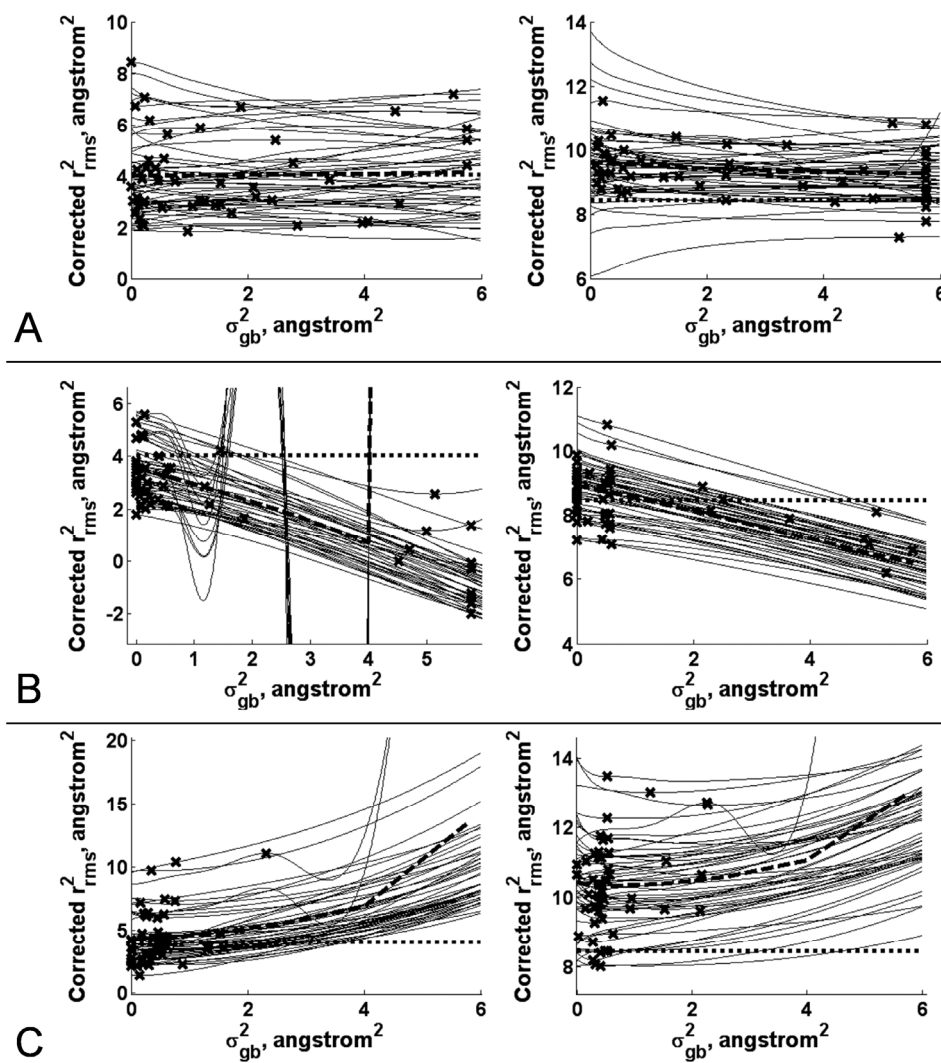 10
8
6
4
2
0
0 2 4 6
Corrected r²rms, angstrom²
σ²gb, angstrom²
14
12
10
8
6
0 2 4 6
Corrected r²rms, angstrom²
σ²gb, angstrom²
A
6
4
2
0
-2
0 1 2 3 4 5
Corrected r²rms, angstrom²
σ²gb, angstrom²
12
10
8
6
4
0 2 4 6
Corrected r²rms, angstrom²
σ²gb, angstrom²
B
20
15
10
5
0
0 2 4 6
Corrected r²rms, angstrom²
σ²gb, angstrom²
14
12
10
8
0 2 4 6
Corrected r²rms, angstrom²
σ²gb, angstrom²
C